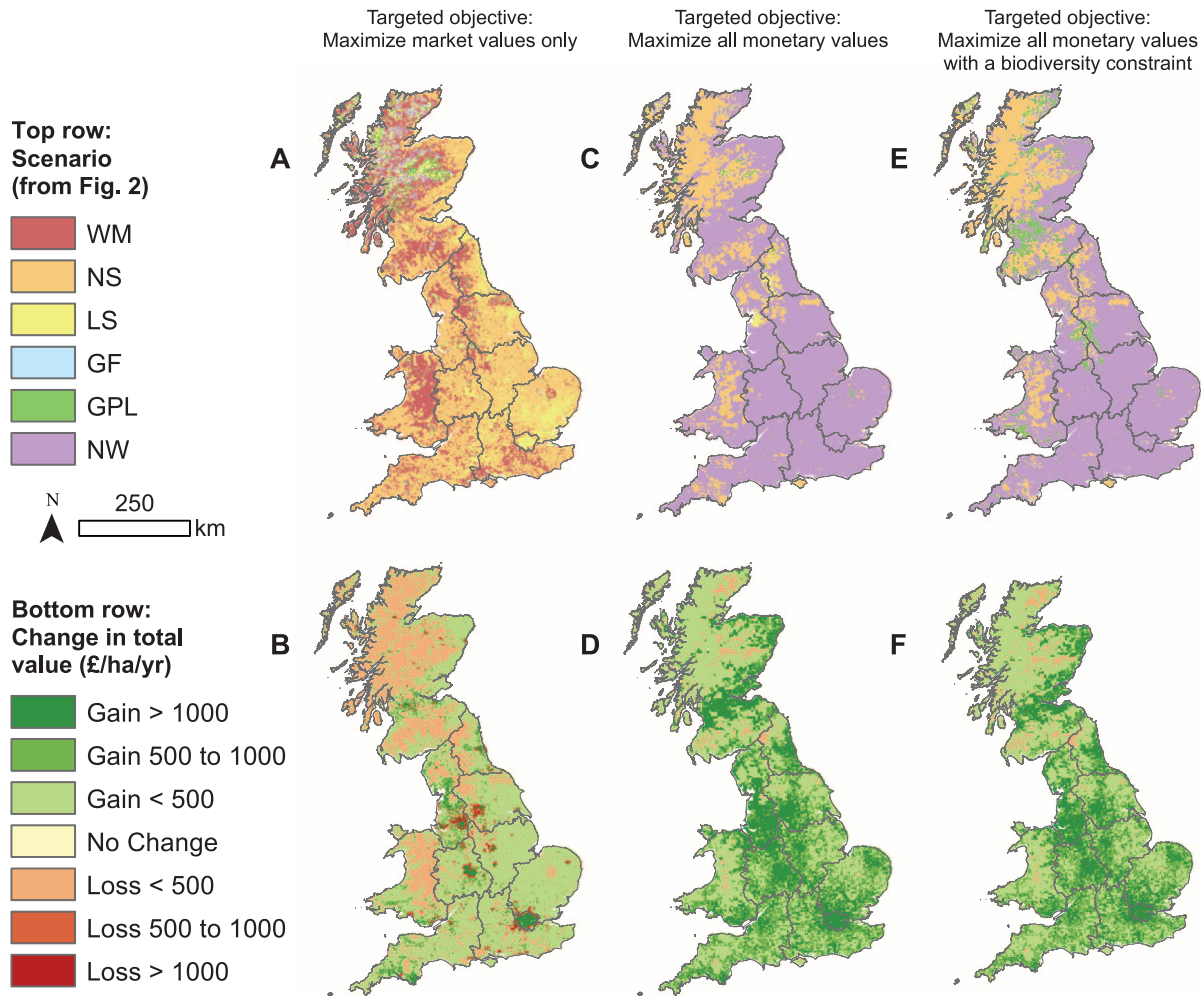 Targeted objective:
Maximize market values only
Targeted objective:
Maximize all monetary values
Targeted objective:
Maximize all monetary values
with a biodiversity constraint
Top row:
Scenario
(from Fig. 2)
WM
NS
LS
GF
GPL
NW
N
250
km
A
C
E
Bottom row:
Change in total
value (£/ha/yr)
Gain > 1000
Gain 500 to 1000
Gain < 500
No Change
Loss < 500
Loss 500 to 1000
Loss > 1000
B
D
F